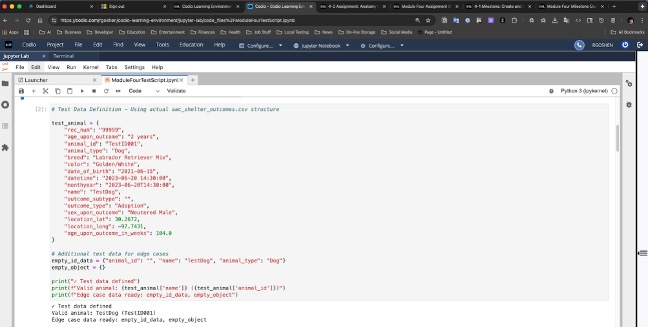 Dashboard
Sign out
Codio Learning Environment
Codio
4-2 Assignment: Anatomy
Module Four Assignment
4-1 Milestone: Create and
Module Four Milestone
https://codio.com/rgoshen/codio-learning-environment/jupyter-lab/code_files%2FModuleFourTestScript.ipynb
Apps
AI
Business
Developer
Education
Entertainment
Finances
Health
Job Stuff
Local Testing
News
On-line Storage
Social Media
Page - Untitled
All Bookmarks
Codio Project File Edit Find View Tools Education Help Configure... Jupyter Notebook Configure... RGOSHEN
Jupyter Lab Terminal
File Edit View Run Kernel Tabs Settings Help
Launcher ModuleFourTestScript.ipynb
Code Validate Python 3 (ipykernel)
[2]: # Test Data Definition - Using actual aac_shelter_outcomes.csv structure
test_animal = {
"rec_num": "99999",
"age_upon_outcome": "2 years",
"animal_id": "TestID001",
"animal_type": "Dog",
"breed": "Labrador Retriever Mix",
"color": "Golden/White",
"date_of_birth": "2021-06-15",
"datetime": "2023-06-20 14:30:00",
"monthyear": "2023-06-20T14:30:00",
"name": "TestDog",
"outcome_subtype": "",
"outcome_type": "Adoption",
"sex_upon_outcome": "Neutered Male",
"location_lat": 30.2672,
"location_long": -97.7431,
"age_upon_outcome_in_weeks": 104.0
}
# Additional test data for edge cases
empty_id_data = {"animal_id": "", "name": "TestDog", "animal_type": "Dog"}
empty_object = {}
print("✓ Test data defined")
print(f"Valid animal: {test_animal['name']} ({test_animal['animal_id']})")
print(f"Edge case data ready: empty_id_data, empty_object")
✓ Test data defined
Valid animal: TestDog (TestID001)
Edge case data ready: empty_id_data, empty_object